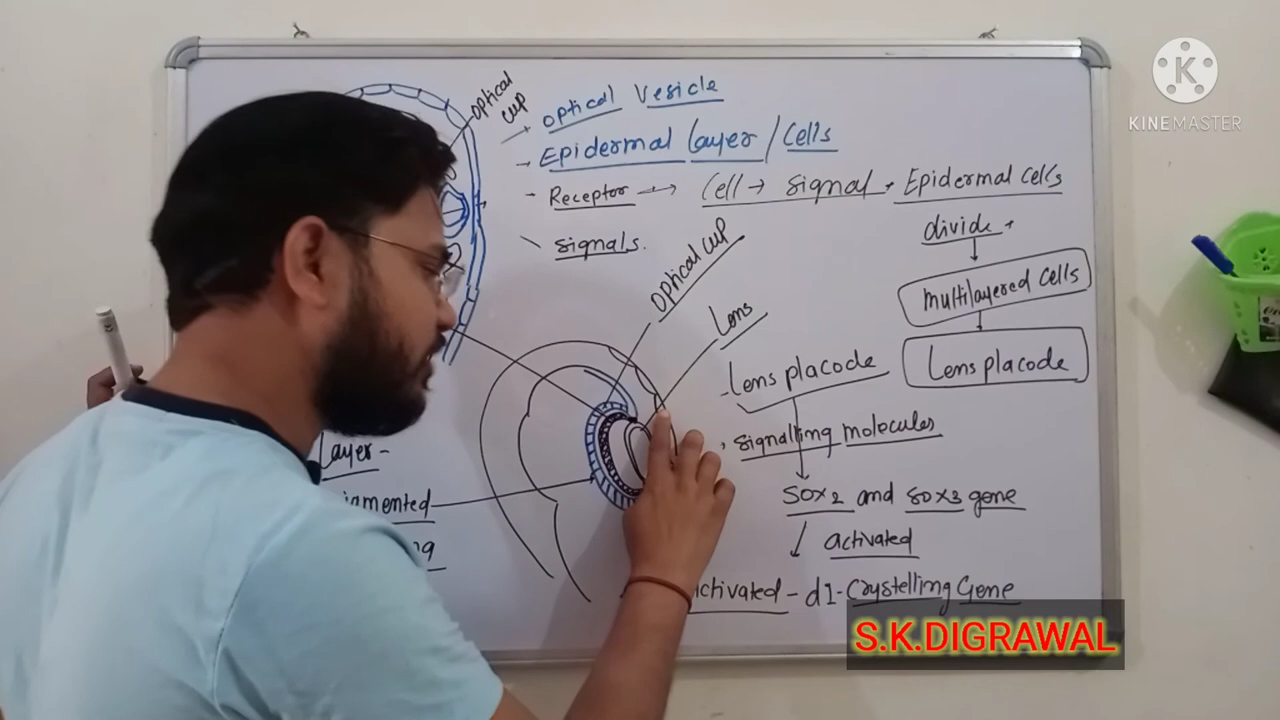 optical cup
optical Vesicle
Epidermal Layer / Cells
Receptor → Cell → signal. Epidermal cells
signals.
divide
multilayered cells
Lens placode
optical cup
Lens
Lens placode
signalling molecules
SOX2 and SOX3 gene
activated
activated - dI-Crystelling Gene
Layer -
K
KINEMASTER
S.K.DIGRAWAL